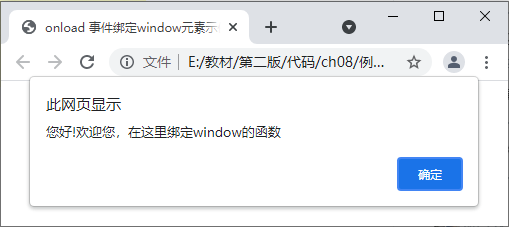 onload 事件绑定window元素示
文件 E:/教材/第二版/代码/ch08/例...
此网页显示
您好!欢迎您，在这里绑定window的函数
确定